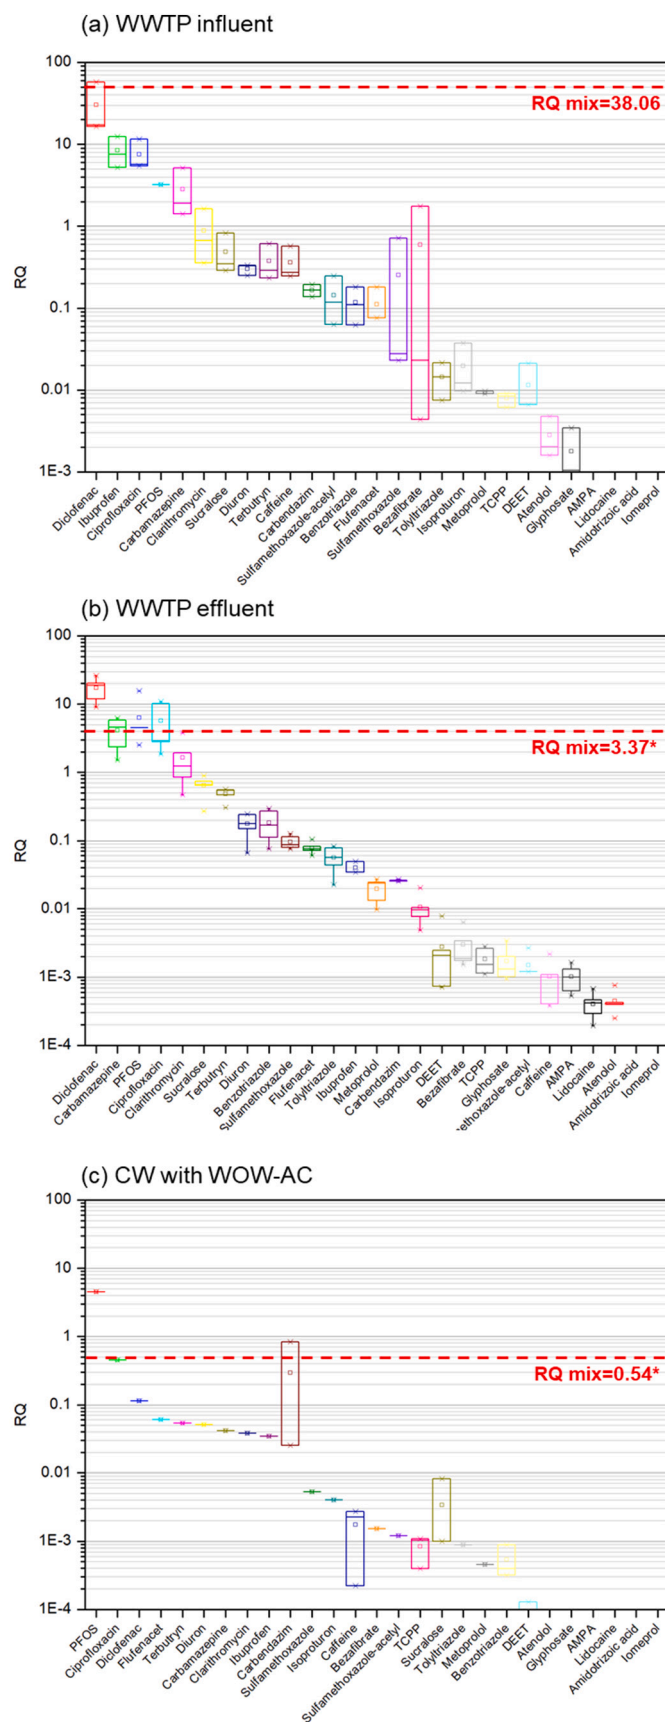 (a) WWTP influent
100
10
1
0.1
0.01
1E-3
RQ
RQ mix=38.06
Diclofenac
Ibuprofen
Ciprofloxacin
PFOS
Carbamazepine
Clarithromycin
Sucralose
Diuron
Terbutryn
Caffeine
Carbendazim
Sulfamethoxazole-acetyl
Benzotriazole
Flufenacet
Sulfamethoxazole
Bezafibrate
Tolyltriazole
Isoproturon
Metoprolol
TCPP
DEET
Atenolol
Glyphosate
AMPA
Lidocaine
Amidotrizoic acid
Iomeprol
(b) WWTP effluent
100
10
1
0.1
0.01
1E-3
1E-4
RQ
RQ mix=3.37*
Diclofenac
Carbamazepine
PFOS
Ciprofloxacin
Clarithromycin
Sucralose
Terbutryn
Diuron
Benzotriazole
Sulfamethoxazole
Flufenacet
Tolyltriazole
Ibuprofen
Metoprolol
Carbendazim
Isoproturon
DEET
Bezafibrate
TCPP
Glyphosate
ethoxazole-acetyl
Caffeine
AMPA
Lidocaine
Atenolol
Amidotrizoic acid
Iomeprol
(c) CW with WOW-AC
100
10
1
0.1
0.01
1E-3
1E-4
RQ
RQ mix=0.54*
PFOS
Ciprofloxacin
Diclofenac
Flufenacet
Terbutryn
Diuron
Carbamazepine
Clarithromycin
Ibuprofen
Carbendazim
Sulfamethoxazole
Isoproturon
Caffeine
Bezafibrate
Sulfamethoxazole-acetyl
TCPP
Sucralose
Tolyltriazole
Metoprolol
Benzotriazole
DEET
Atenolol
Glyphosate
AMPA
Lidocaine
Amidotrizoic acid
Iomeprol